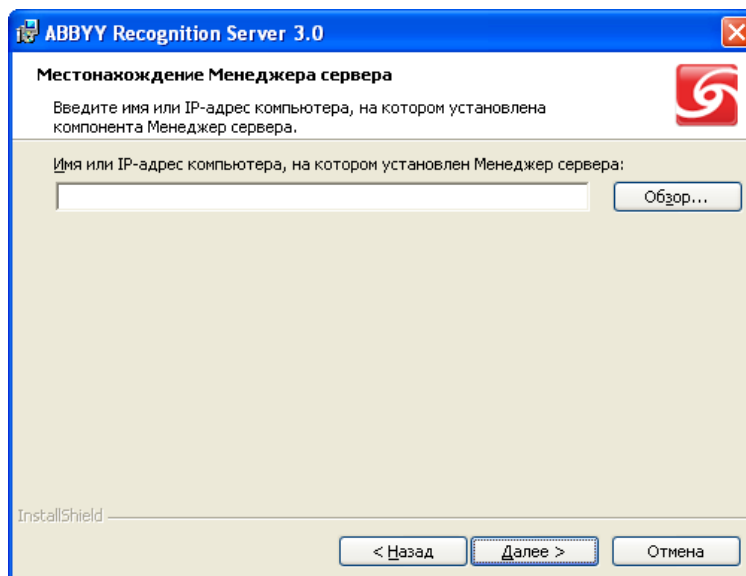 ABBYY Recognition Server 3.0
Местонахождение Менеджера сервера
Введите имя или IP-адрес компьютера, на котором установлена
компонента Менеджер сервера.
Имя или IP-адрес компьютера, на котором установлен Менеджер сервера:
Обзор...
InstallShield
< Назад Далее > Отмена